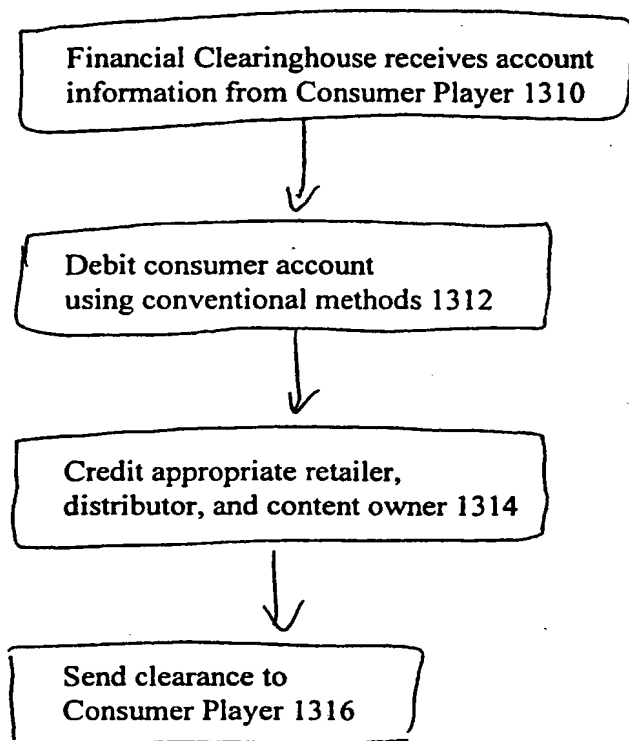 Financial Clearinghouse receives account
information from Consumer Player 1310
Debit consumer account
using conventional methods 1312
Credit appropriate retailer,
distributor, and content owner 1314
Send clearance to
Consumer Player 1316